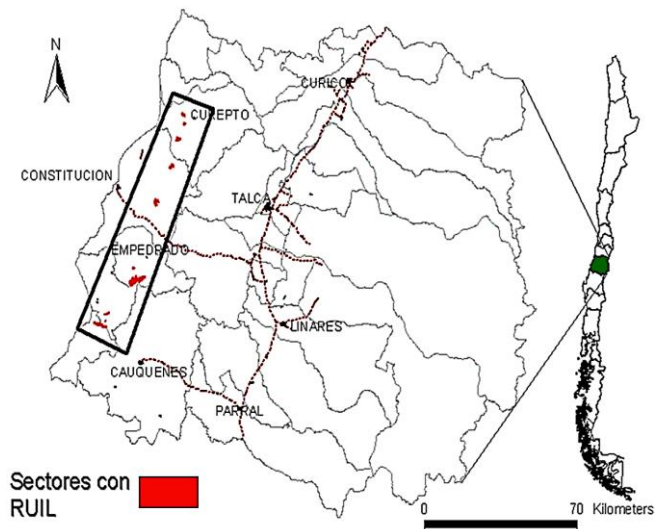 N
CURICO
CUREPTO
CONSTITUCION
TALCA
EMPEDRADO
LINARES
CAUQUENES
PARRAL
Sectores con
RUIL
0 70 Kilometers